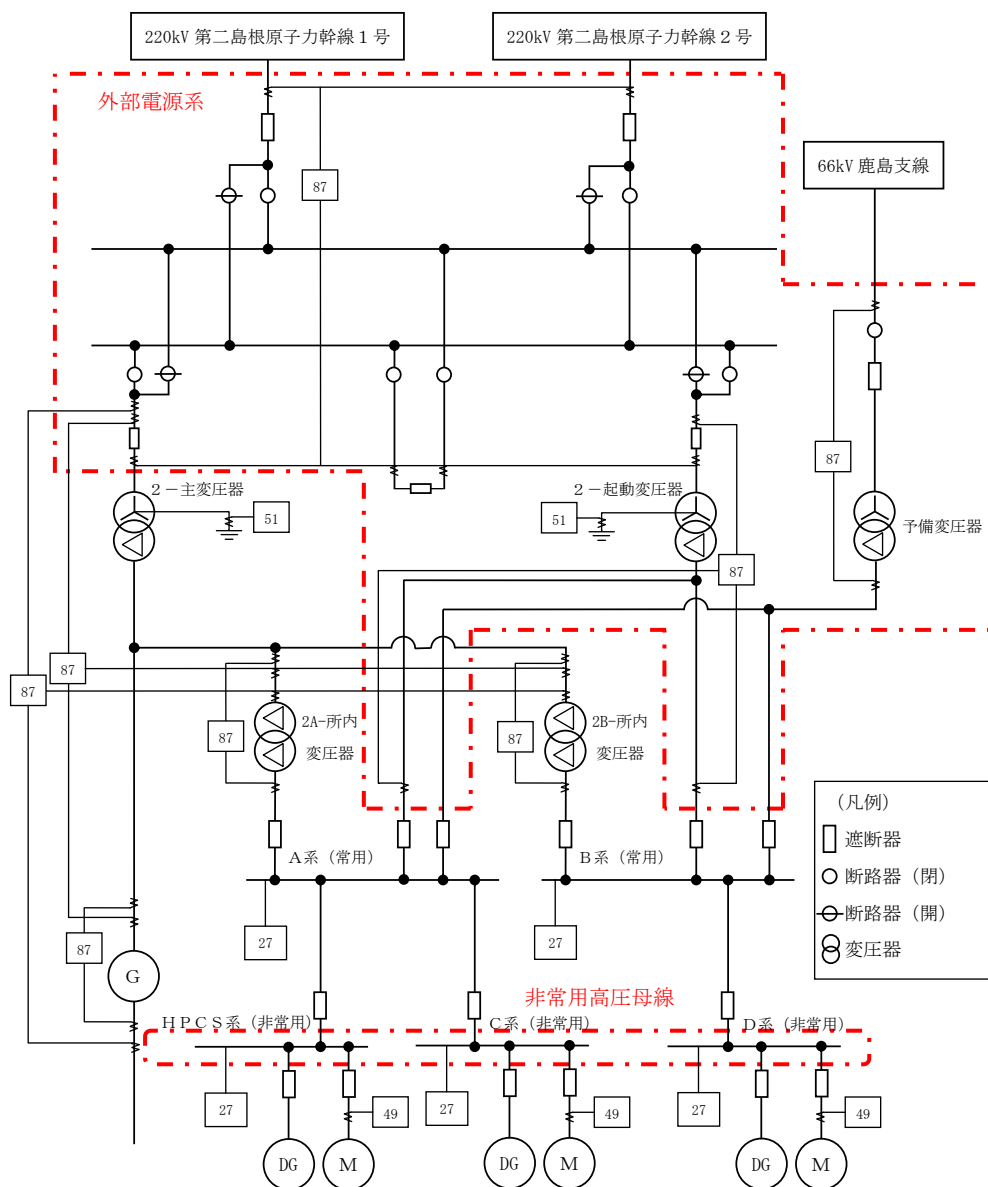 220kV 第二島根原子力幹線１号
220kV 第二島根原子力幹線２号
外部電源系
66kV 鹿島支線
87
87
２－主変圧器
51
２－起動変圧器
51
予備変圧器
87
87
87
87
2A-所内
変圧器
87
2B-所内
変圧器
(凡例)
遮断器
断路器（閉）
断路器（開）
変圧器
Ａ系（常用）
Ｂ系（常用）
27
27
87
G
非常用高圧母線
ＨＰＣＳ系（非常用）
Ｃ系（非常用）
Ｄ系（非常用）
27
49
27
49
27
49
DG
M
DG
M
DG
M